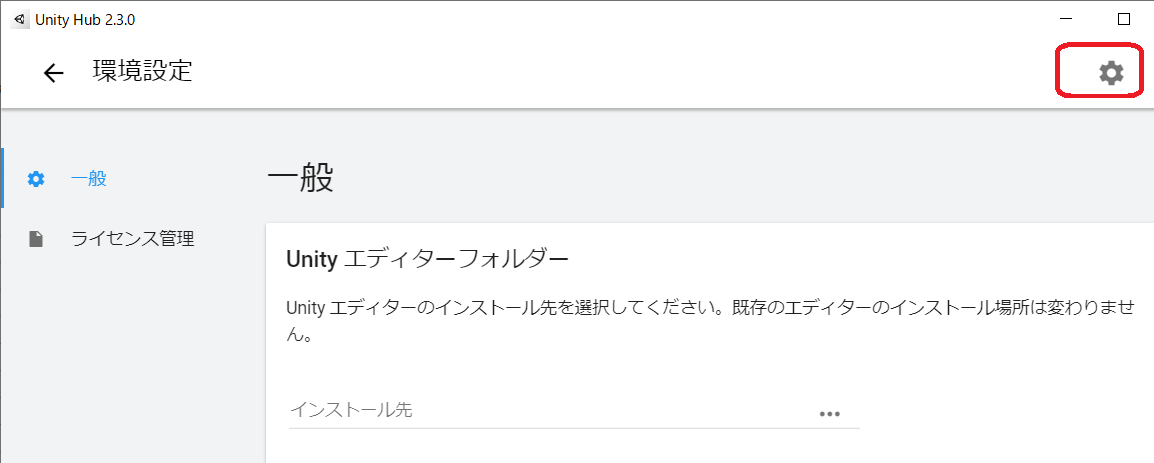 Unity Hub 2.3.0
環境設定
一般
ライセンス管理
一般
Unity エディターフォルダー
Unity エディターのインストール先を選択してください。既存のエディターのインストール場所は変わりませ
ん。
インストール先